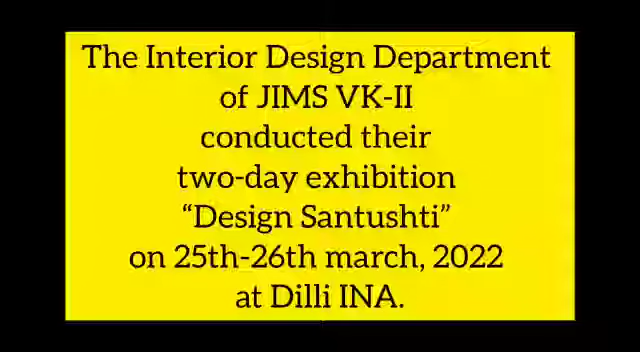 The Interior Design Department
of JIMS VK-II
conducted their
two-day exhibition
“Design Santushti”
on 25th-26th march, 2022
at Dilli INA.